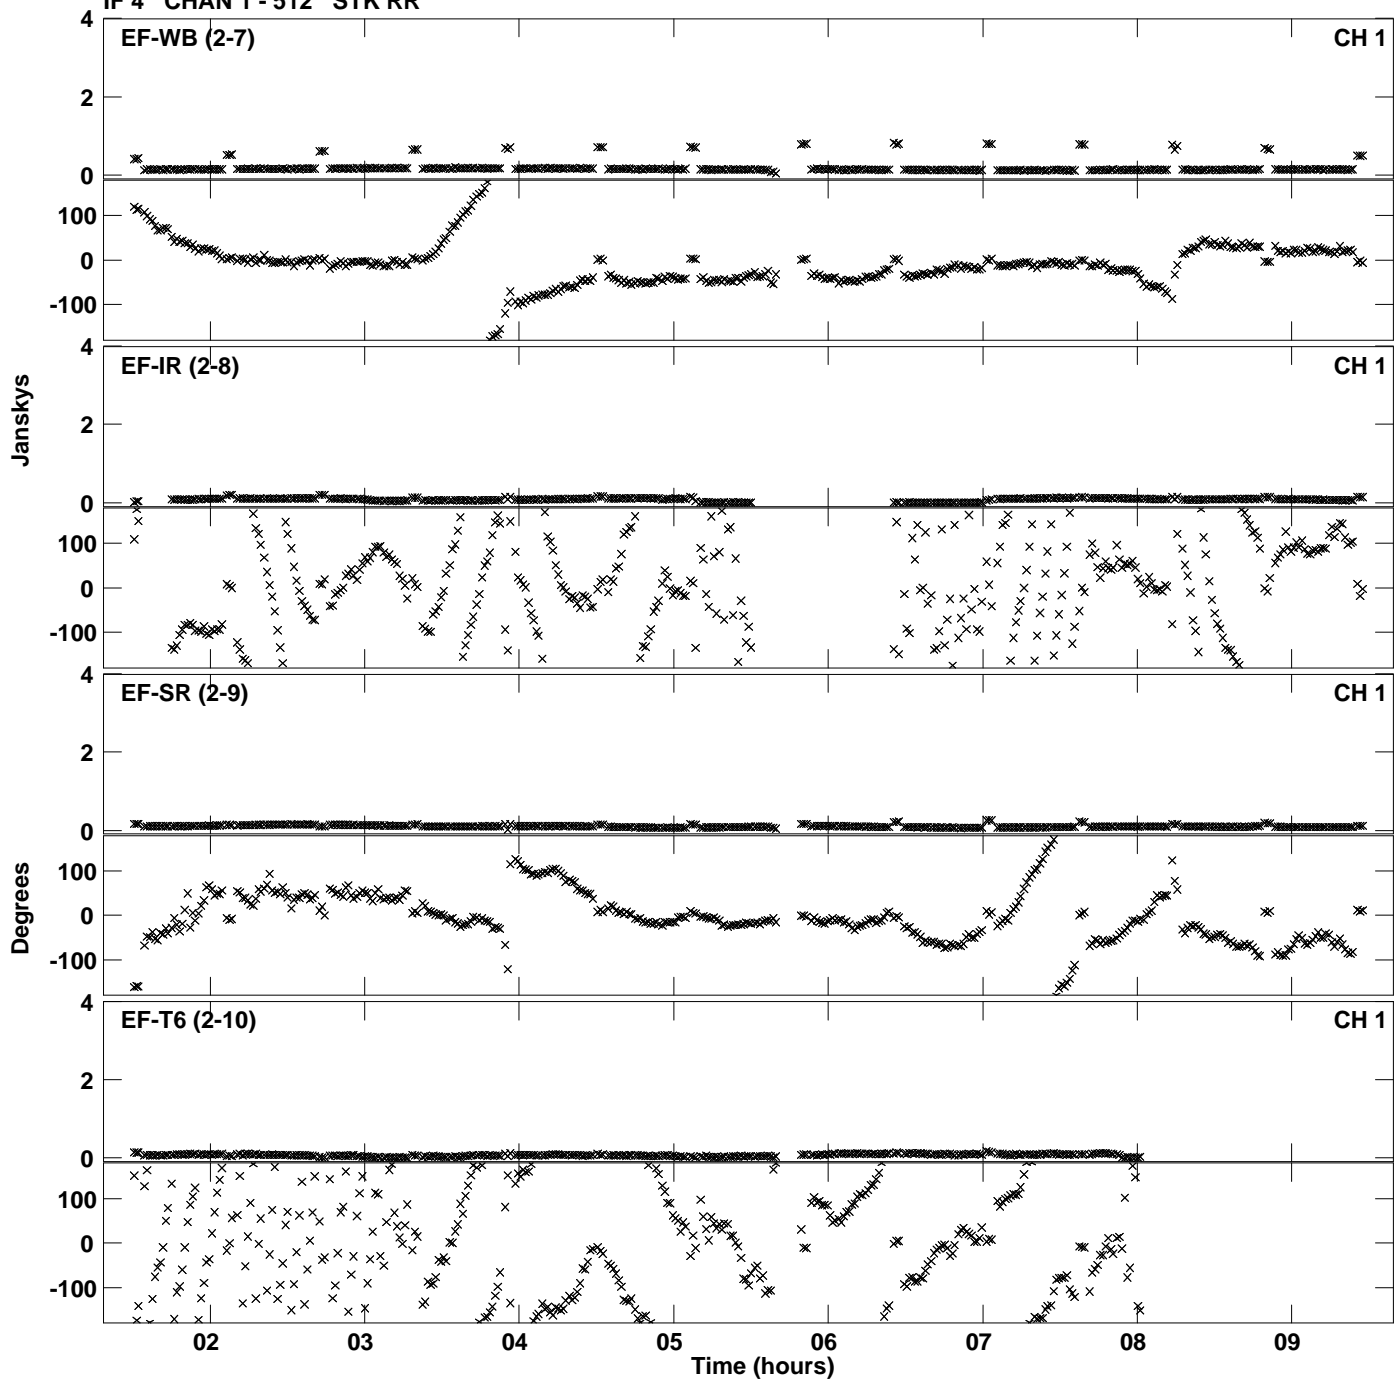 IF 4 CHAN 1 - 512 STK RR
4
EF-WB (2-7)
CH 1
2
0
100
0
-100
4
EF-IR (2-8)
CH 1
2
0
100
0
-100
Janskys
4
EF-SR (2-9)
CH 1
2
0
100
0
-100
Degrees
4
EF-T6 (2-10)
CH 1
2
0
100
0
-100
02 03 04 05 06 07 08 09
Time (hours)